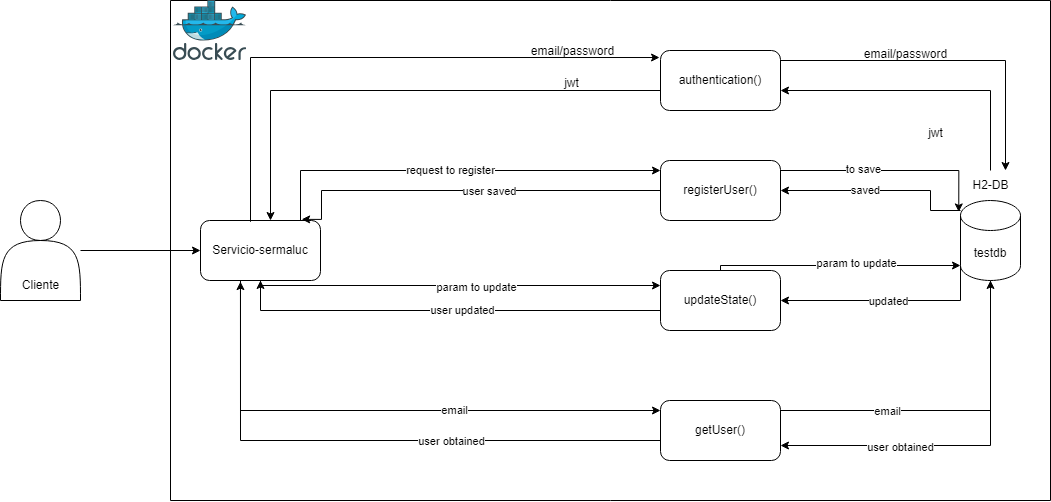 docker
email/password
email/password
authentication()
jwt
jwt
request to register
to save
registerUser()
user saved
saved
H2-DB
Servicio-sermaluc
testdb
Cliente
param to update
param to update
updateState()
user updated
updated
email
email
getUser()
user obtained
user obtained